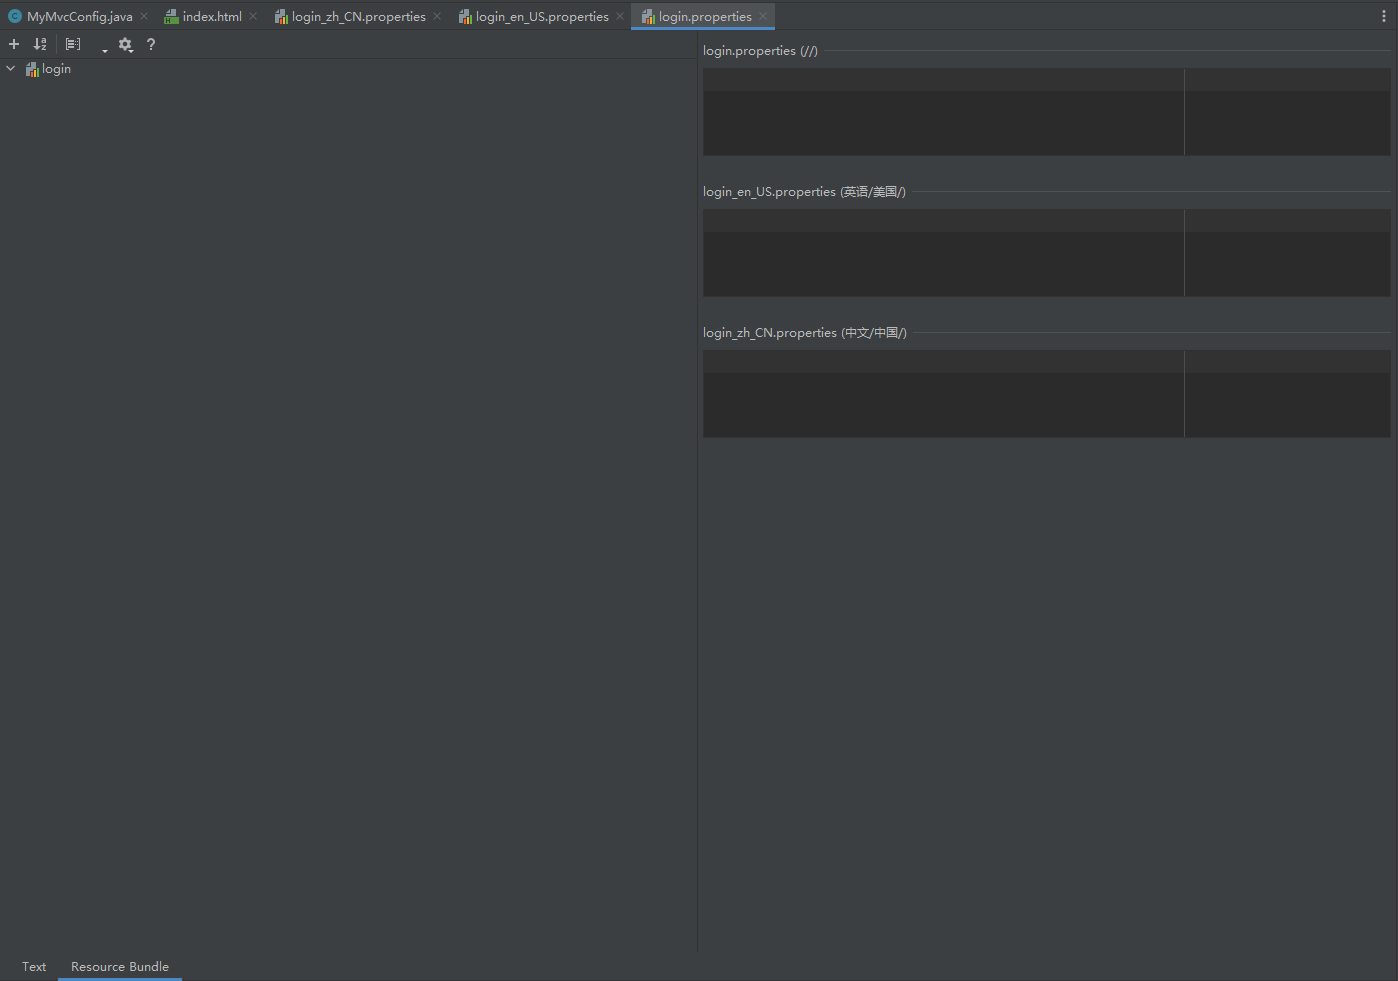 MyMvcConfig.java index.html login_zh_CN.properties login_en_US.properties login.properties
login
login.properties (//)
login_en_US.properties (英语/美国/)
login_zh_CN.properties (中文/中国/)
Text Resource Bundle